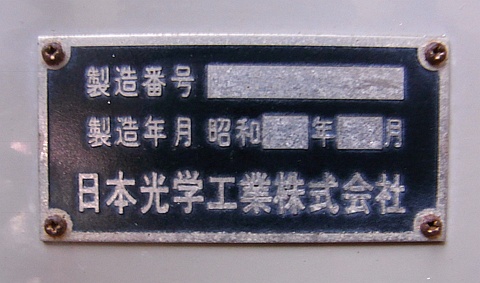 製造番号
製造年月 昭和 年 月
日本光学工業株式会社